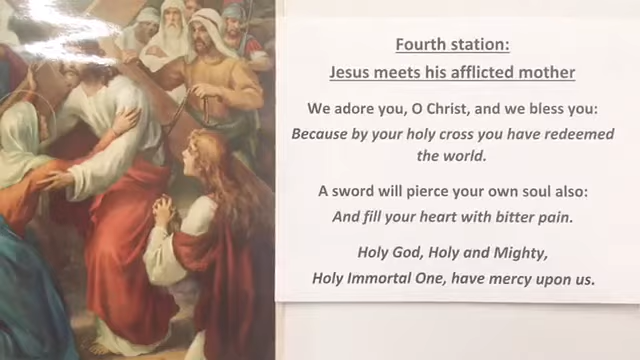 Fourth station:
Jesus meets his afflicted mother
We adore you, O Christ, and we bless you:
Because by your holy cross you have redeemed
the world.
A sword will pierce your own soul also:
And fill your heart with bitter pain.
Holy God, Holy and Mighty,
Holy Immortal One, have mercy upon us.